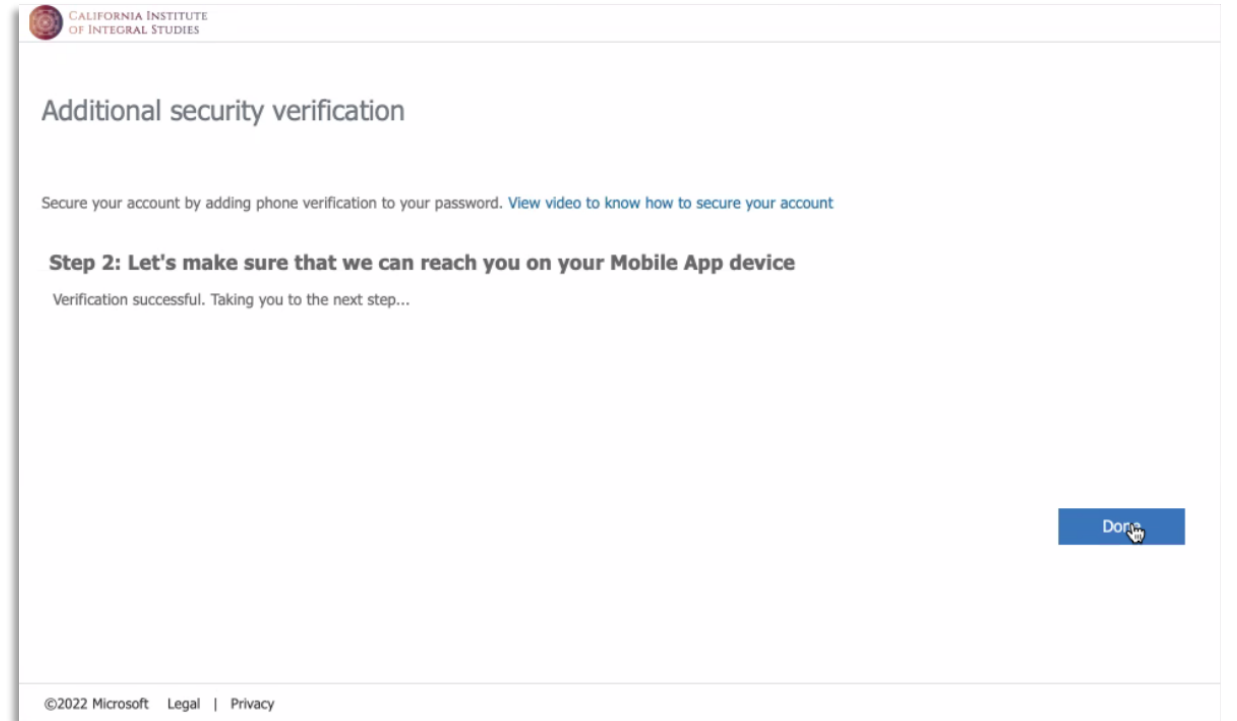 CALIFORNIA INSTITUTE
OF INTEGRAL STUDIES
Additional security verification
Secure your account by adding phone verification to your password. View video to know how to secure your account
Step 2: Let's make sure that we can reach you on your Mobile App device
Verification successful. Taking you to the next step...
Done
©2022 Microsoft Legal | Privacy